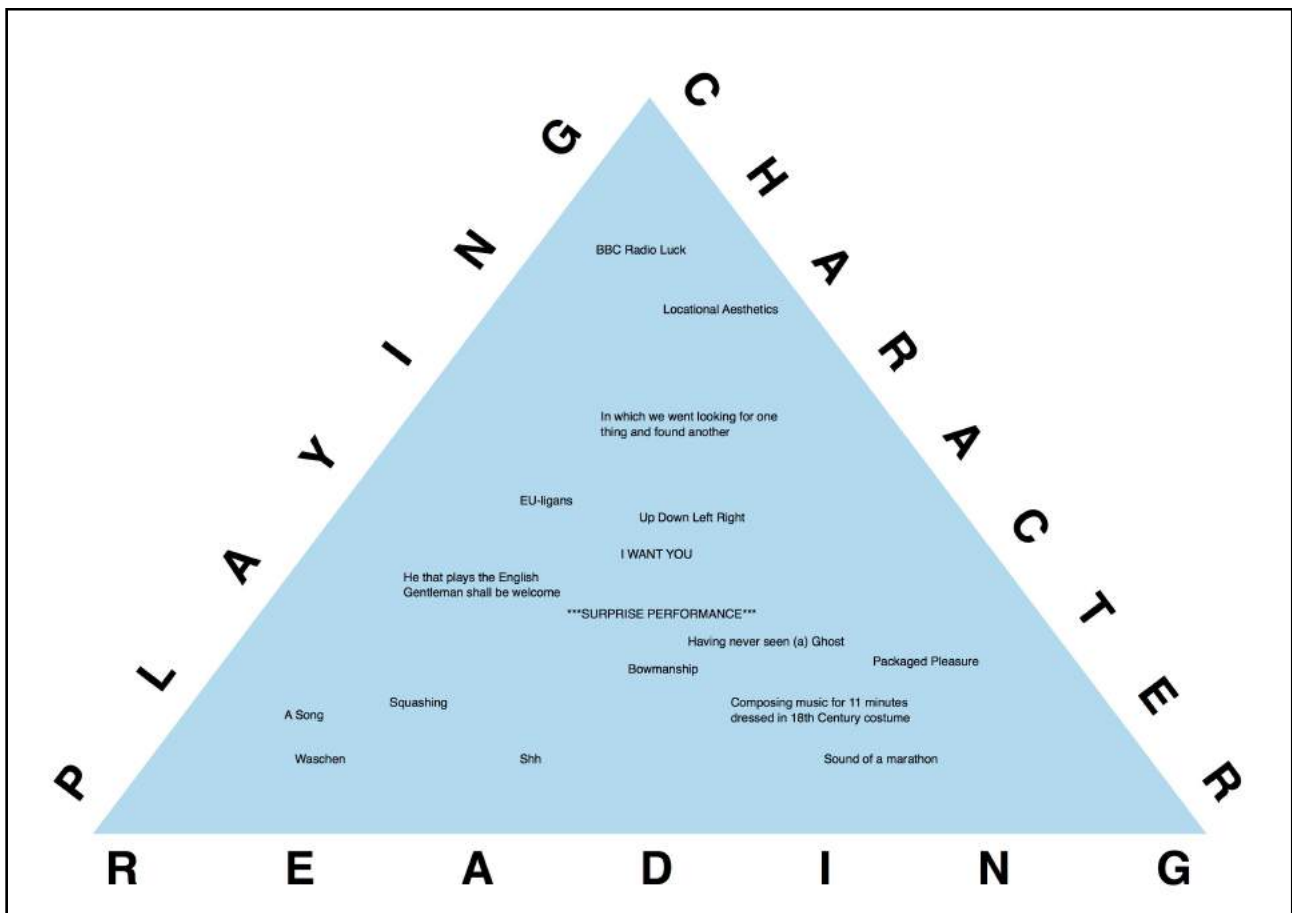 PLAYING
CHARACTER
BBC Radio Luck
Locational Aesthetics
In which we went looking for one
thing and found another
EU-ligans
Up Down Left Right
I WANT YOU
He that plays the English
Gentleman shall be welcome
***SURPRISE PERFORMANCE***
Having never seen (a) Ghost
Packaged Pleasure
Bowmanship
Squashing
Composing music for 11 minutes
dressed in 18th Century costume
A Song
Waschen
Shh
Sound of a marathon
READING